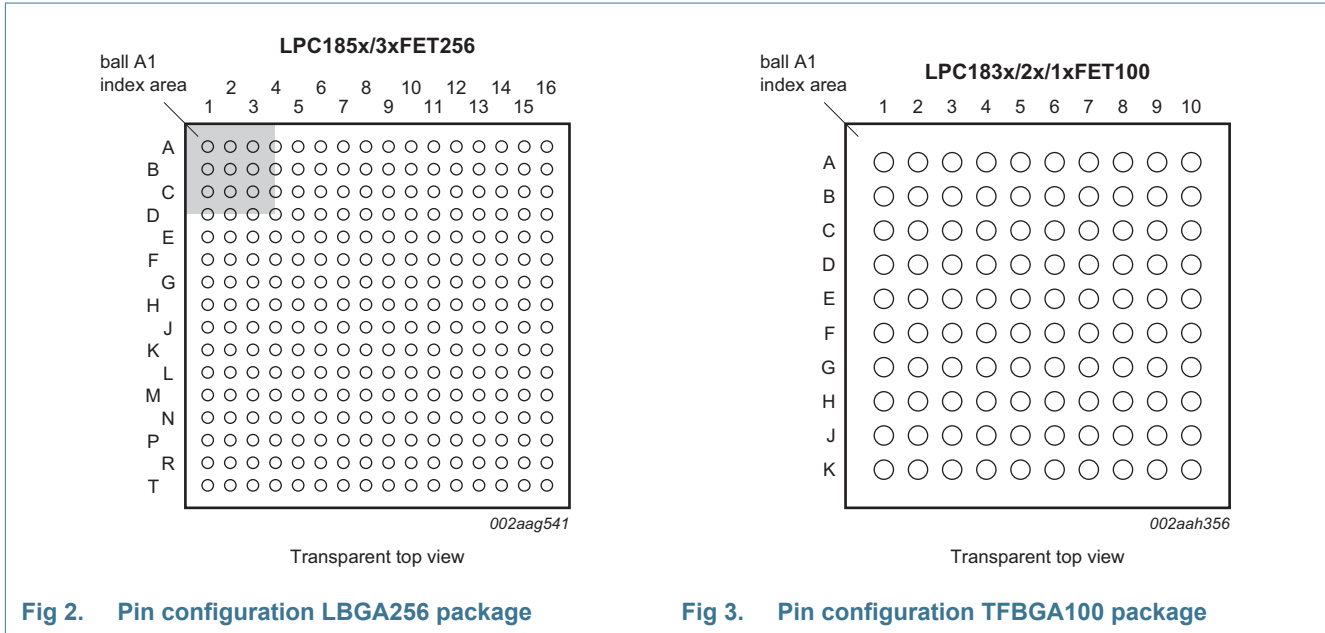 LPC185x/3xFET256
ball A1
index area
2 4 6 8 10 12 14 16
1 3 5 7 9 11 13 15
A
B
C
D
E
F
G
H
J
K
L
M
N
P
R
T
002aag541
Transparent top view
Fig 2. Pin configuration LBGA256 package
LPC183x/2x/1xFET100
ball A1
index area
1 2 3 4 5 6 7 8 9 10
A
B
C
D
E
F
G
H
J
K
002aah356
Transparent top view
Fig 3. Pin configuration TFBGA100 package